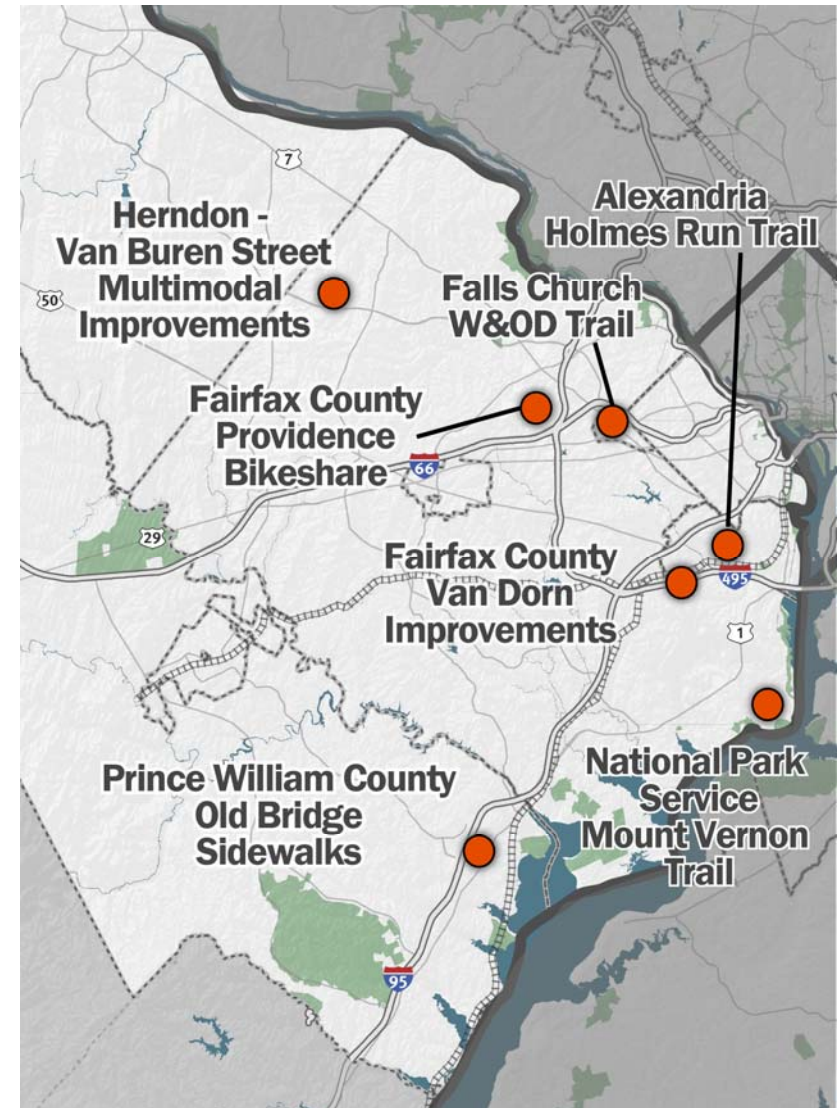 7
Herndon -
Van Buren Street
Multimodal
Improvements
50
Alexandria
Holmes Run Trail
Falls Church
W&OD Trail
Fairfax County
Providence
Bikeshare
66
29
Fairfax County
Van Dorn
Improvements
495
1
Prince William County
Old Bridge
Sidewalks
National Park
Service
Mount Vernon
Trail
95